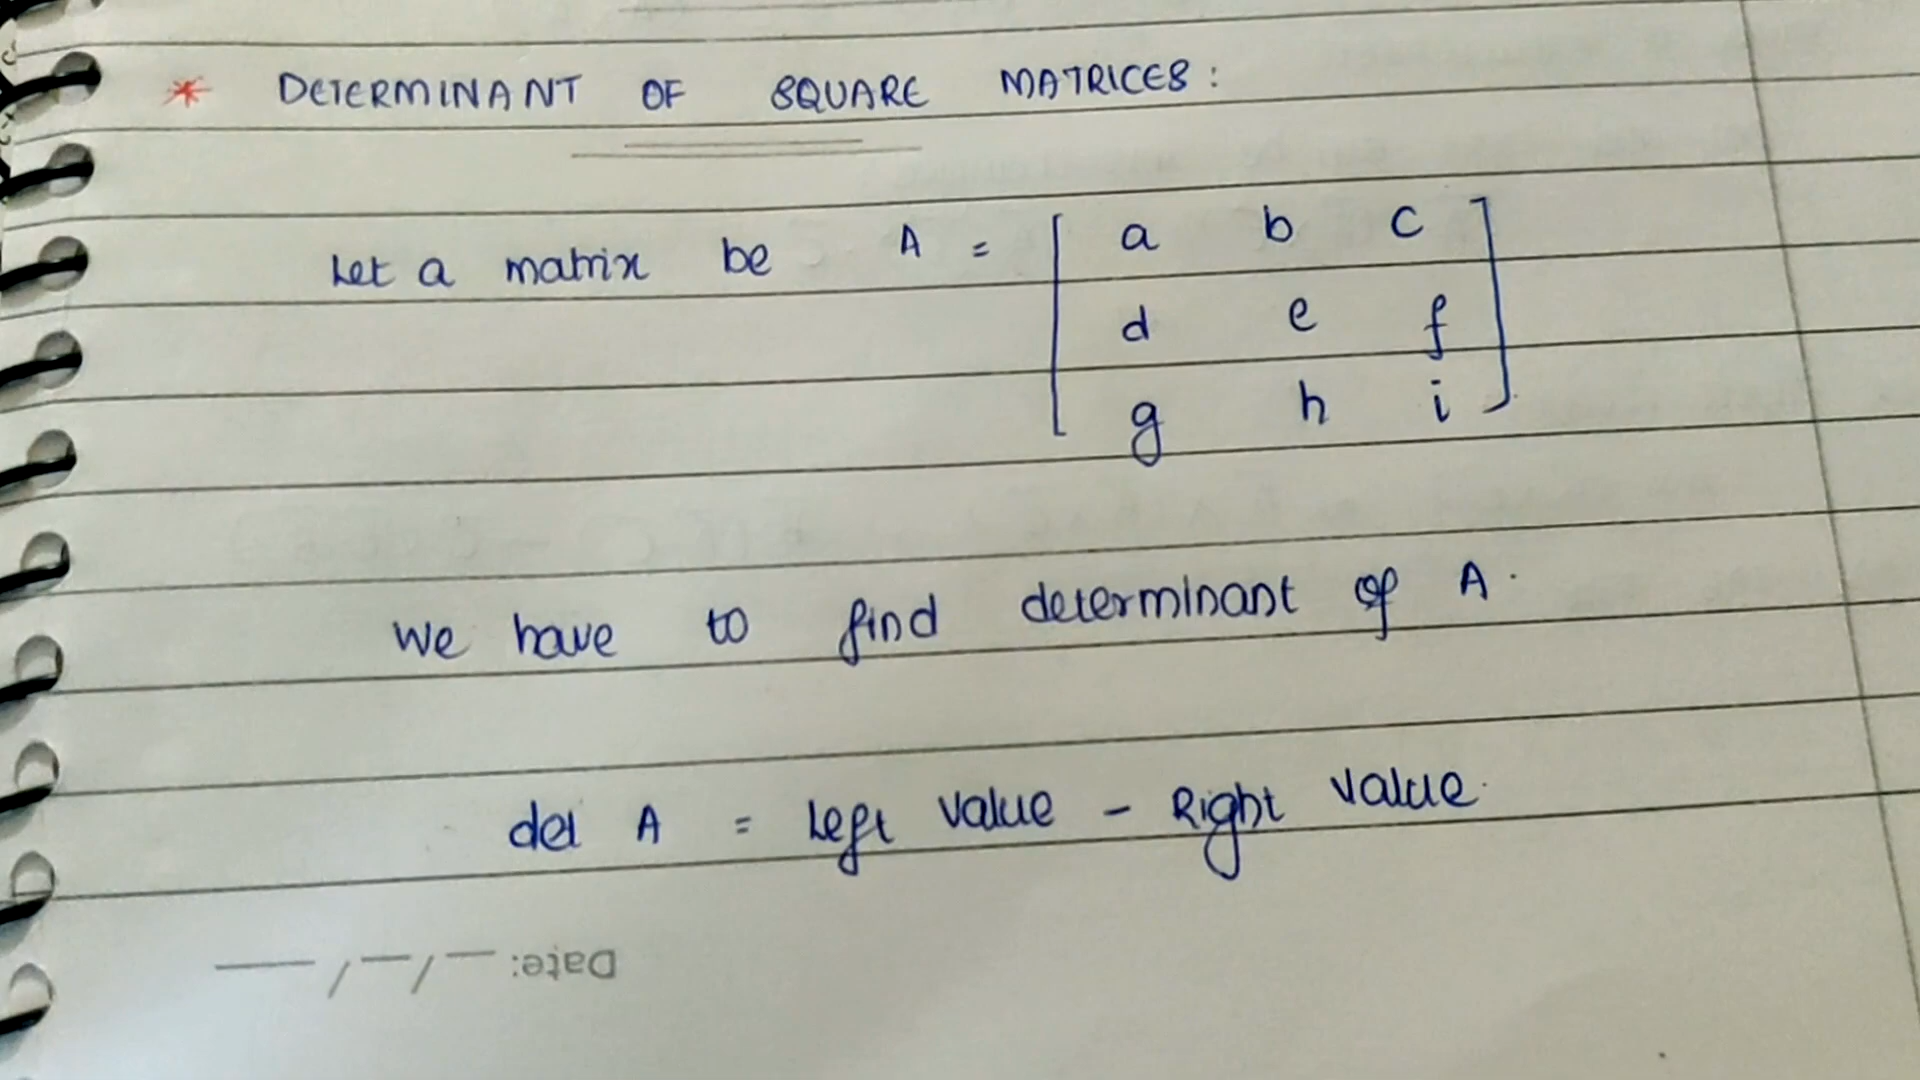 * DETERMINANT OF SQUARE MATRICES:
Let a matrix be A = [ a b c
d e f
g h i ]
We have to find determinant of A.
det A = Left value - Right value.
Date: __/__/__